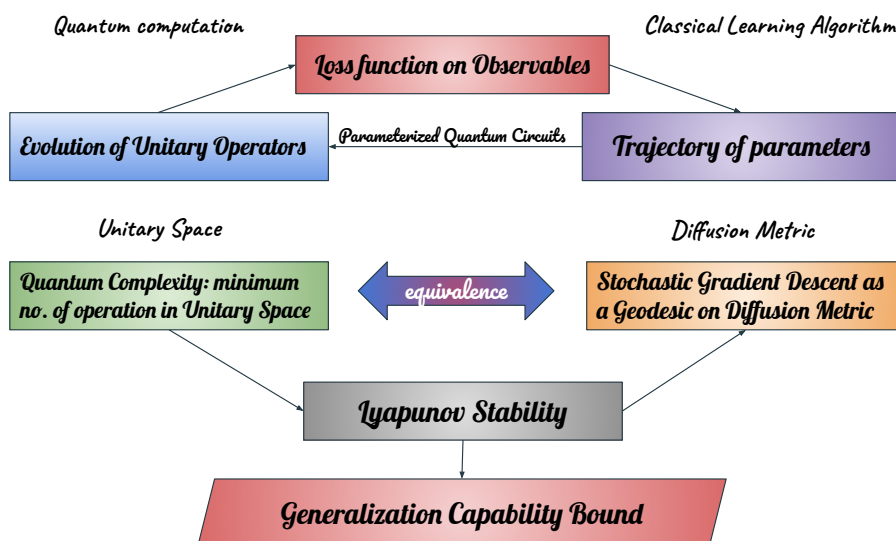 Quantum computation
Classical Learning Algorithm
Loss function on Observables
Evolution of Unitary Operators
Parameterized Quantum Circuits
Trajectory of parameters
Unitary Space
Diffusion Metric
Quantum Complexity: minimum
no. of operation in Unitary Space
equivalence
Stochastic Gradient Descent as
a Geodesic on Diffusion Metric
Lyapunov Stability
Generalization Capability Bound